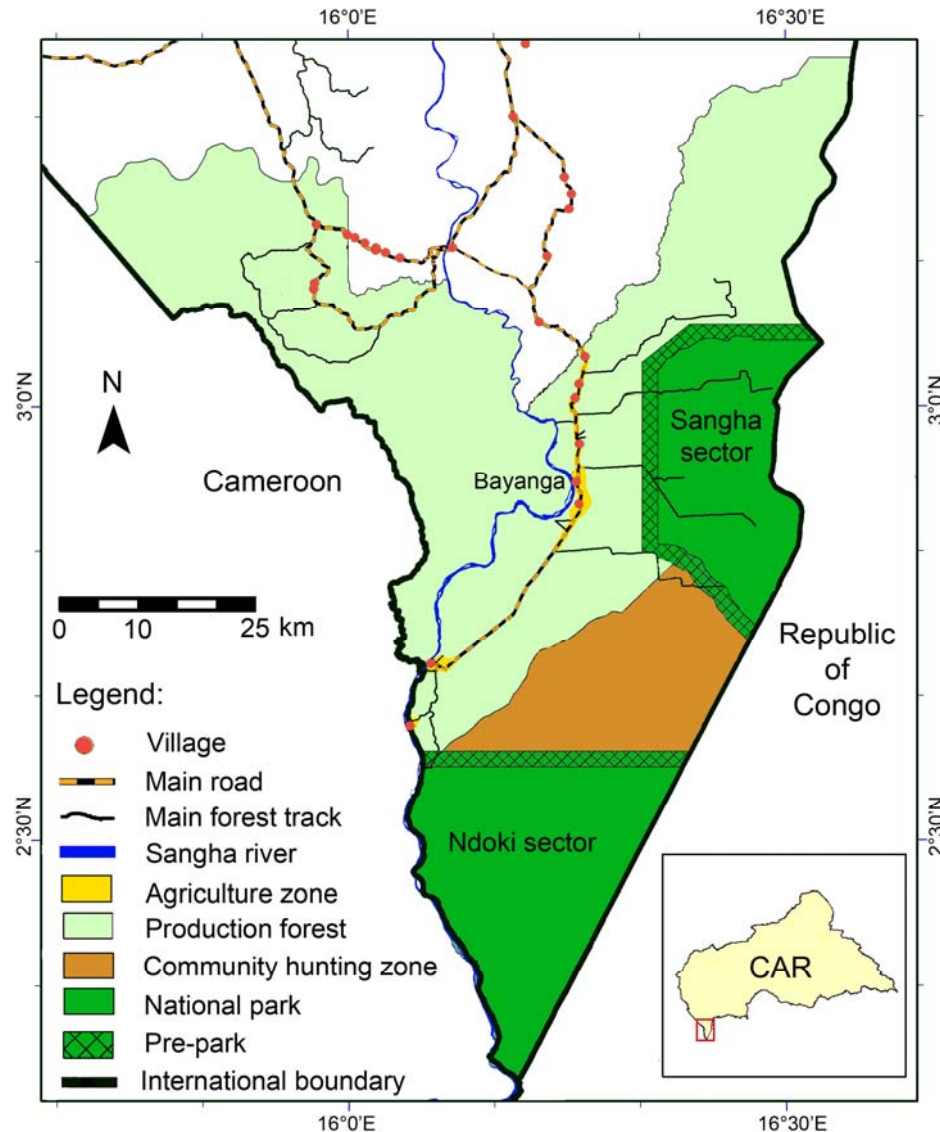 16°0'E
16°30'E
N
3°0'N
3°0'N
Sangha
sector
Cameroon
Bayanga
0
10
25 km
Republic
of
Congo
Legend:
Village
Main road
Main forest track
Sangha river
Agriculture zone
Production forest
Community hunting zone
National park
Pre-park
International boundary
2°30'N
2°30'N
Ndoki sector
CAR
16°0'E
16°30'E